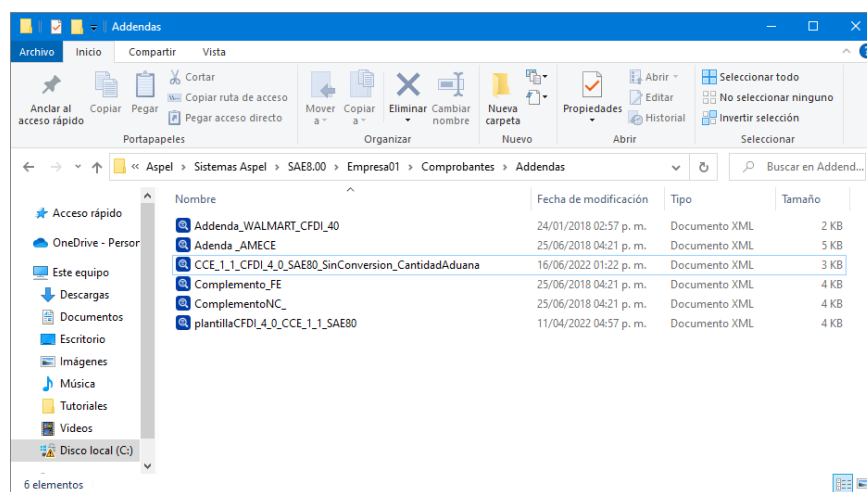 Addendas
Archivo Inicio Compartir Vista
Anclar al acceso rápido
Copiar
Pegar
Cortar
Copiar ruta de acceso
Pegar acceso directo
Portapapeles
Mover a
Copiar a
Eliminar
Cambiar nombre
Organizar
Nueva carpeta
Nuevo
Propiedades
Abrir
Editar
Historial
Abrir
Seleccionar todo
No seleccionar ninguno
Invertir selección
Seleccionar
« Aspel > Sistemas Aspel > SAE8.00 > Empresa01 > Comprobantes > Addendas
Buscar en Addend...
Acceso rápido
OneDrive - Person
Este equipo
Descargas
Documentos
Escritorio
Imágenes
Música
Tutoriales
Videos
Disco local (C:)
Nombre Fecha de modificación Tipo Tamaño
Addenda_WALMART_CFDI_40 24/01/2018 02:57 p. m. Documento XML 2 KB
Adenda _AMECE 25/06/2018 04:21 p. m. Documento XML 5 KB
CCE_1_1_CFDI_4_0_SAE80_SinConversion_CantidadAduana 16/06/2022 01:22 p. m. Documento XML 3 KB
Complemento_FE 25/06/2018 04:21 p. m. Documento XML 4 KB
ComplementoNC_ 25/06/2018 04:21 p. m. Documento XML 4 KB
plantillaCFDI_4_0_CCE_1_1_SAE80 11/04/2022 04:57 p. m. Documento XML 4 KB
6 elementos